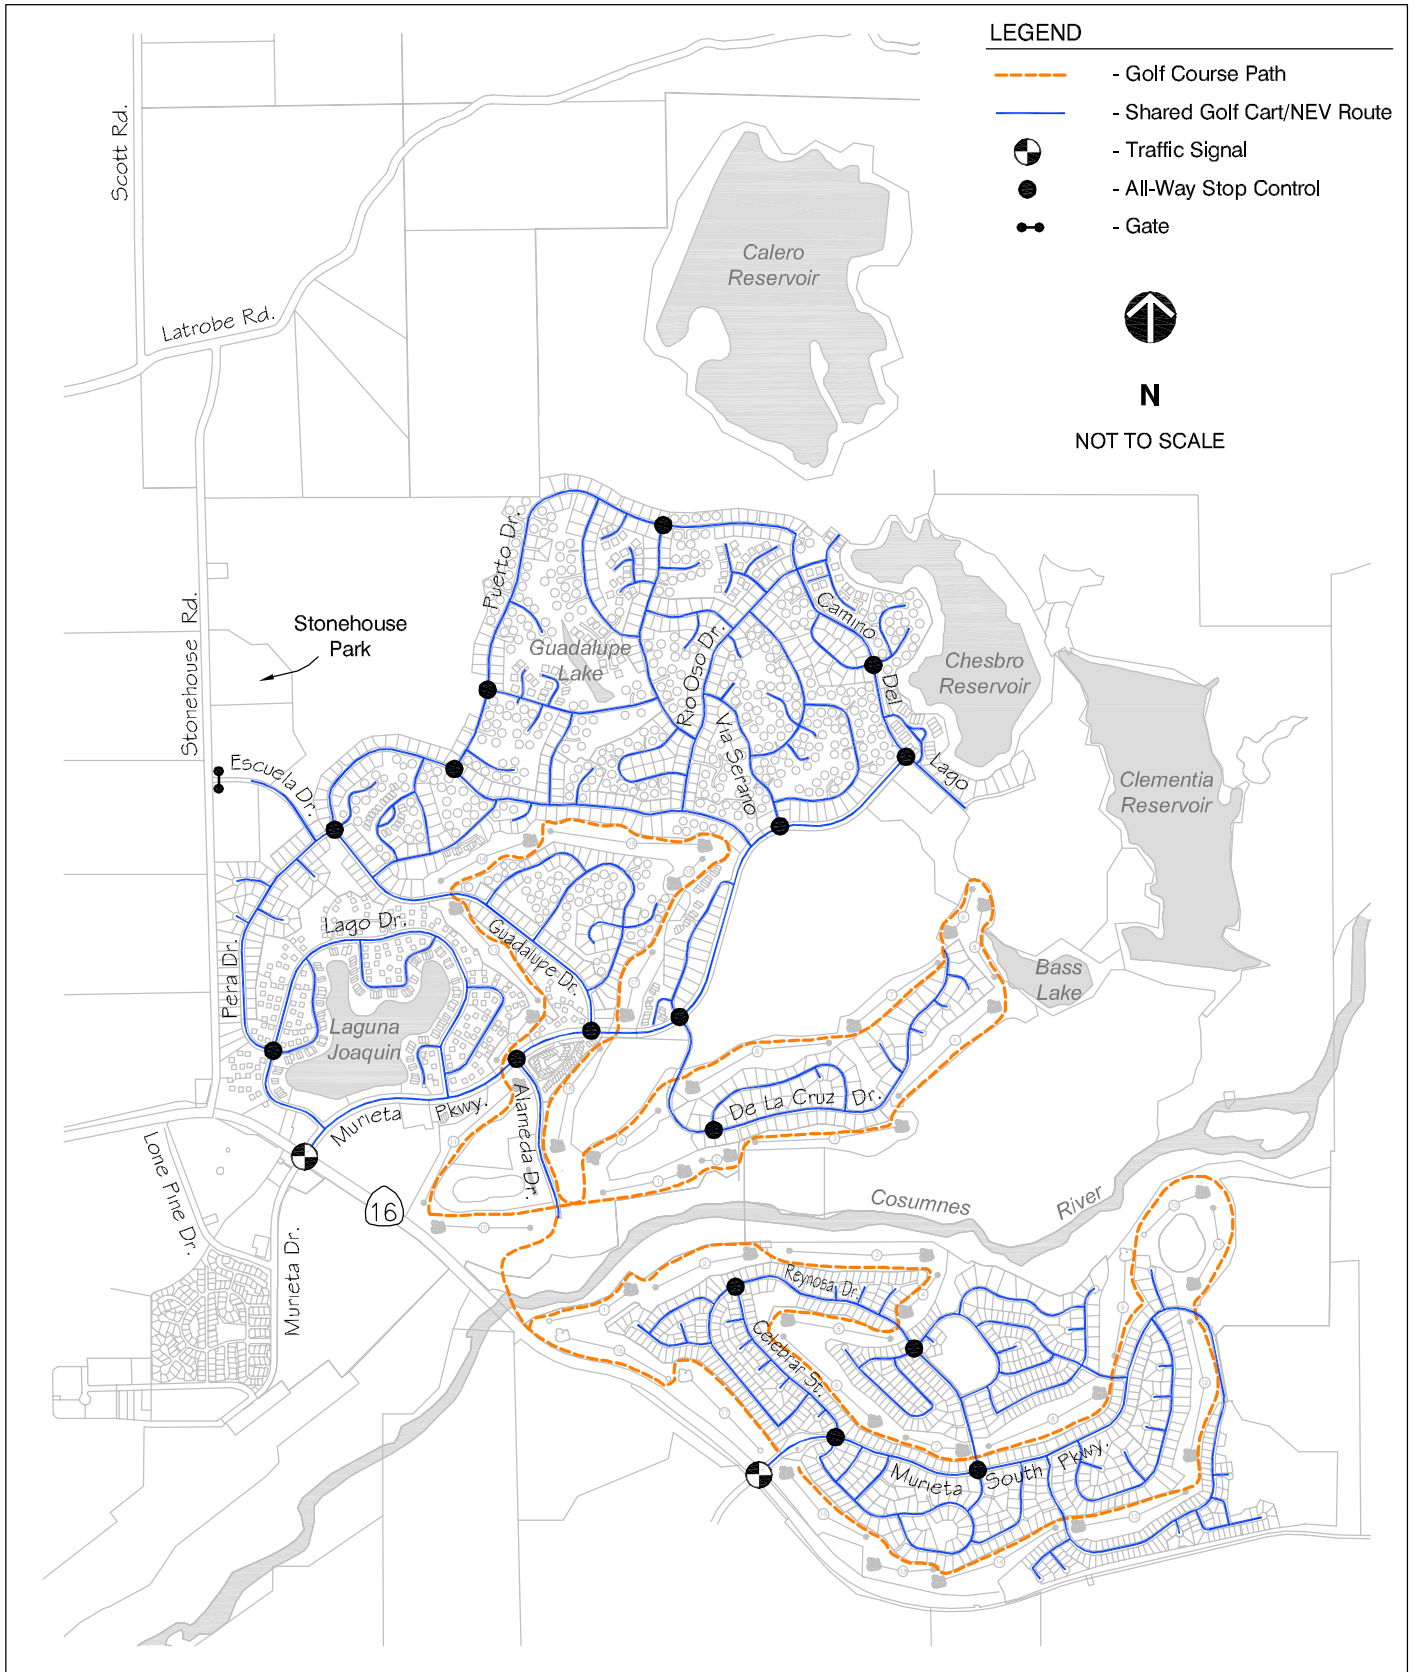 LEGEND
- Golf Course Path
- Shared Golf Cart/NEV Route
- Traffic Signal
- All-Way Stop Control
- Gate
N
NOT TO SCALE
Scott Rd.
Calero
Reservoir
Latrobe Rd.
Puerto Dr.
Stonehouse Rd.
Stonehouse
Park
Guadalupe
Lake
Rio Oso Dr.
Via Serano
Camino
Del
Lago
Chesbro
Reservoir
Clementia
Reservoir
Escuela Dr.
Pera Dr.
Lago Dr.
Guadalupe Dr.
Laguna
Joaquin
Bass
Lake
Murieta Pkwy.
Alameda Dr.
De La Cruz Dr.
Lone Pine Dr.
16
Murieta Dr.
Cosumnes
River
Reynosa Dr.
Celebrar St.
Murieta South Pkwy.